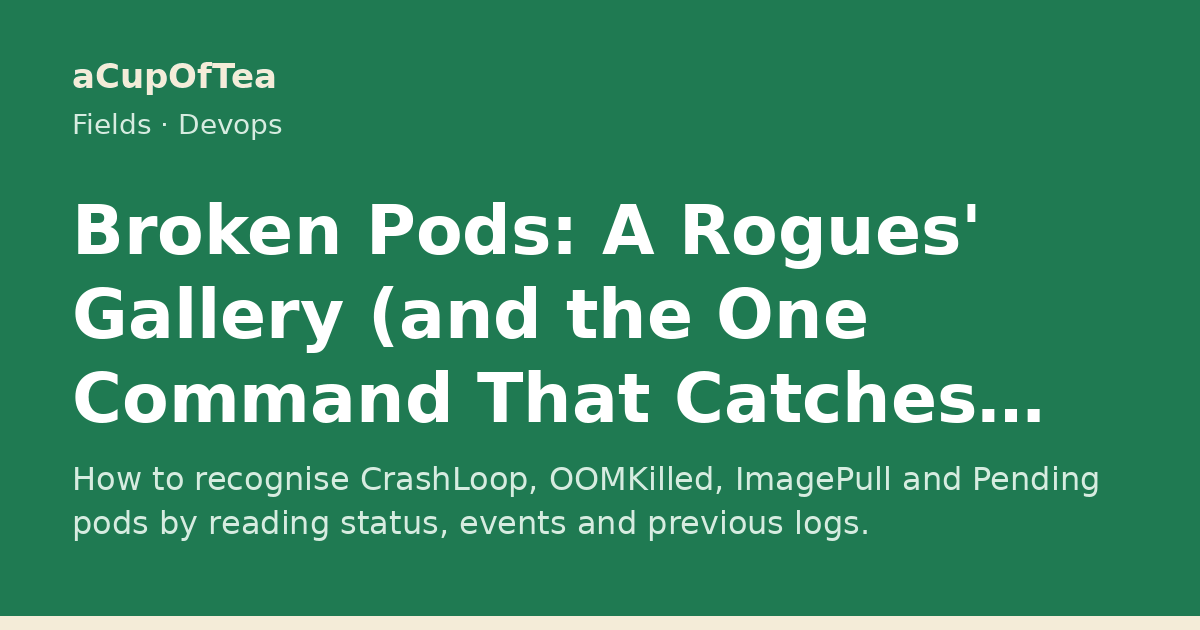 aCupOfTea
Fields · Devops
Broken Pods: A Rogues'
Gallery (and the One
Command That Catches…
How to recognise CrashLoop, OOMKilled, ImagePull and Pending
pods by reading status, events and previous logs.